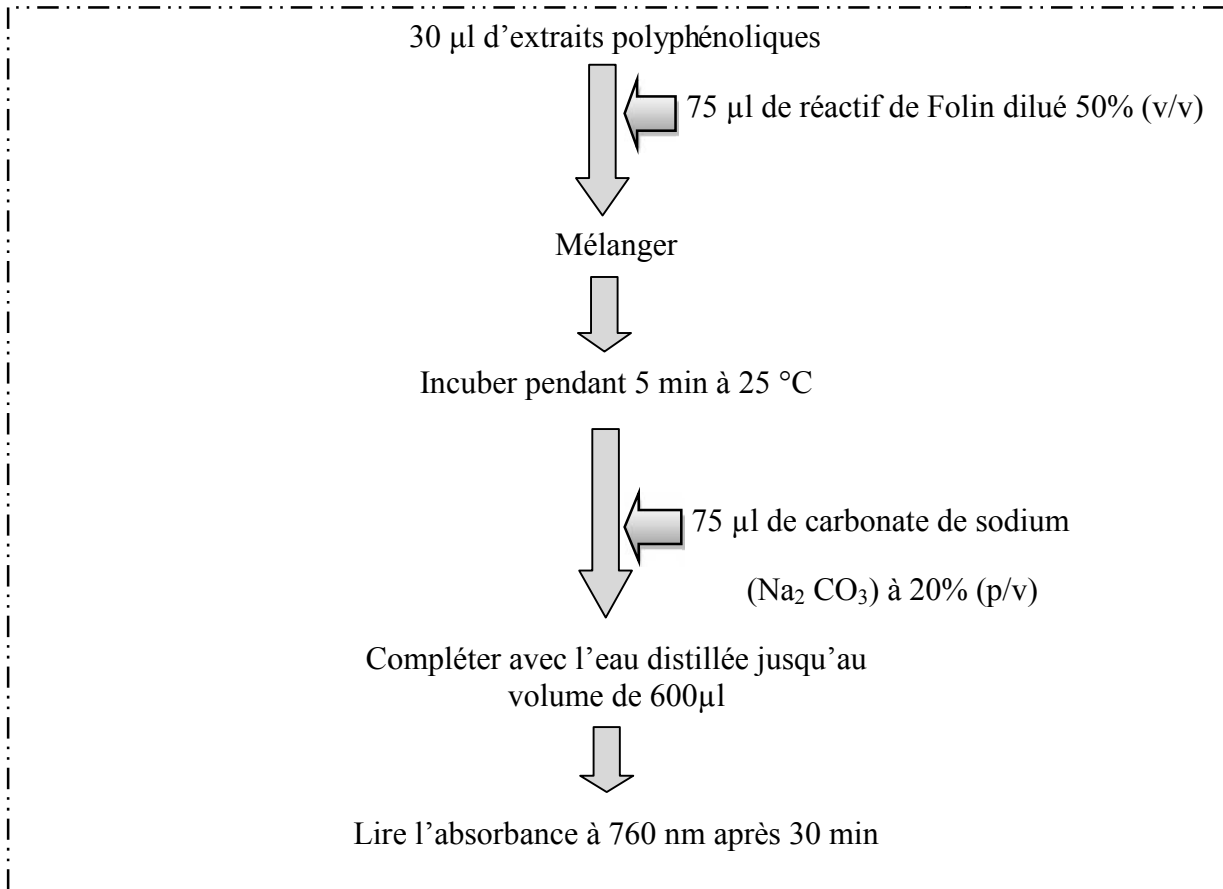 30 µl d’extraits polyphénoliques
75 µl de réactif de Folin dilué 50% (v/v)
Mélanger
Incuber pendant 5 min à 25 °C
75 µl de carbonate de sodium
(Na₂ CO₃) à 20% (p/v)
Compléter avec l’eau distillée jusqu’au
volume de 600µl
Lire l’absorbance à 760 nm après 30 min